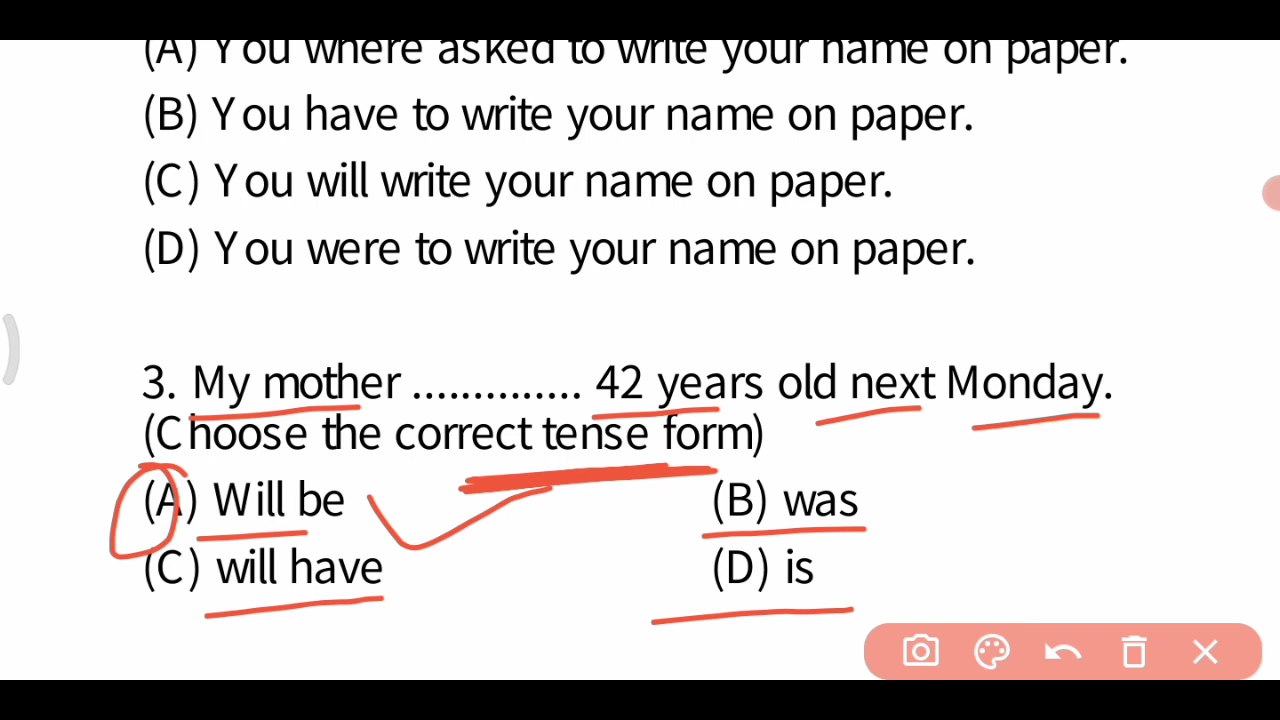 (A) You where asked to write your name on paper.
(B) You have to write your name on paper.
(C) You will write your name on paper.
(D) You were to write your name on paper.
3. My mother .............. 42 years old next Monday.
(Choose the correct tense form)
(A) Will be (B) was
(C) will have (D) is